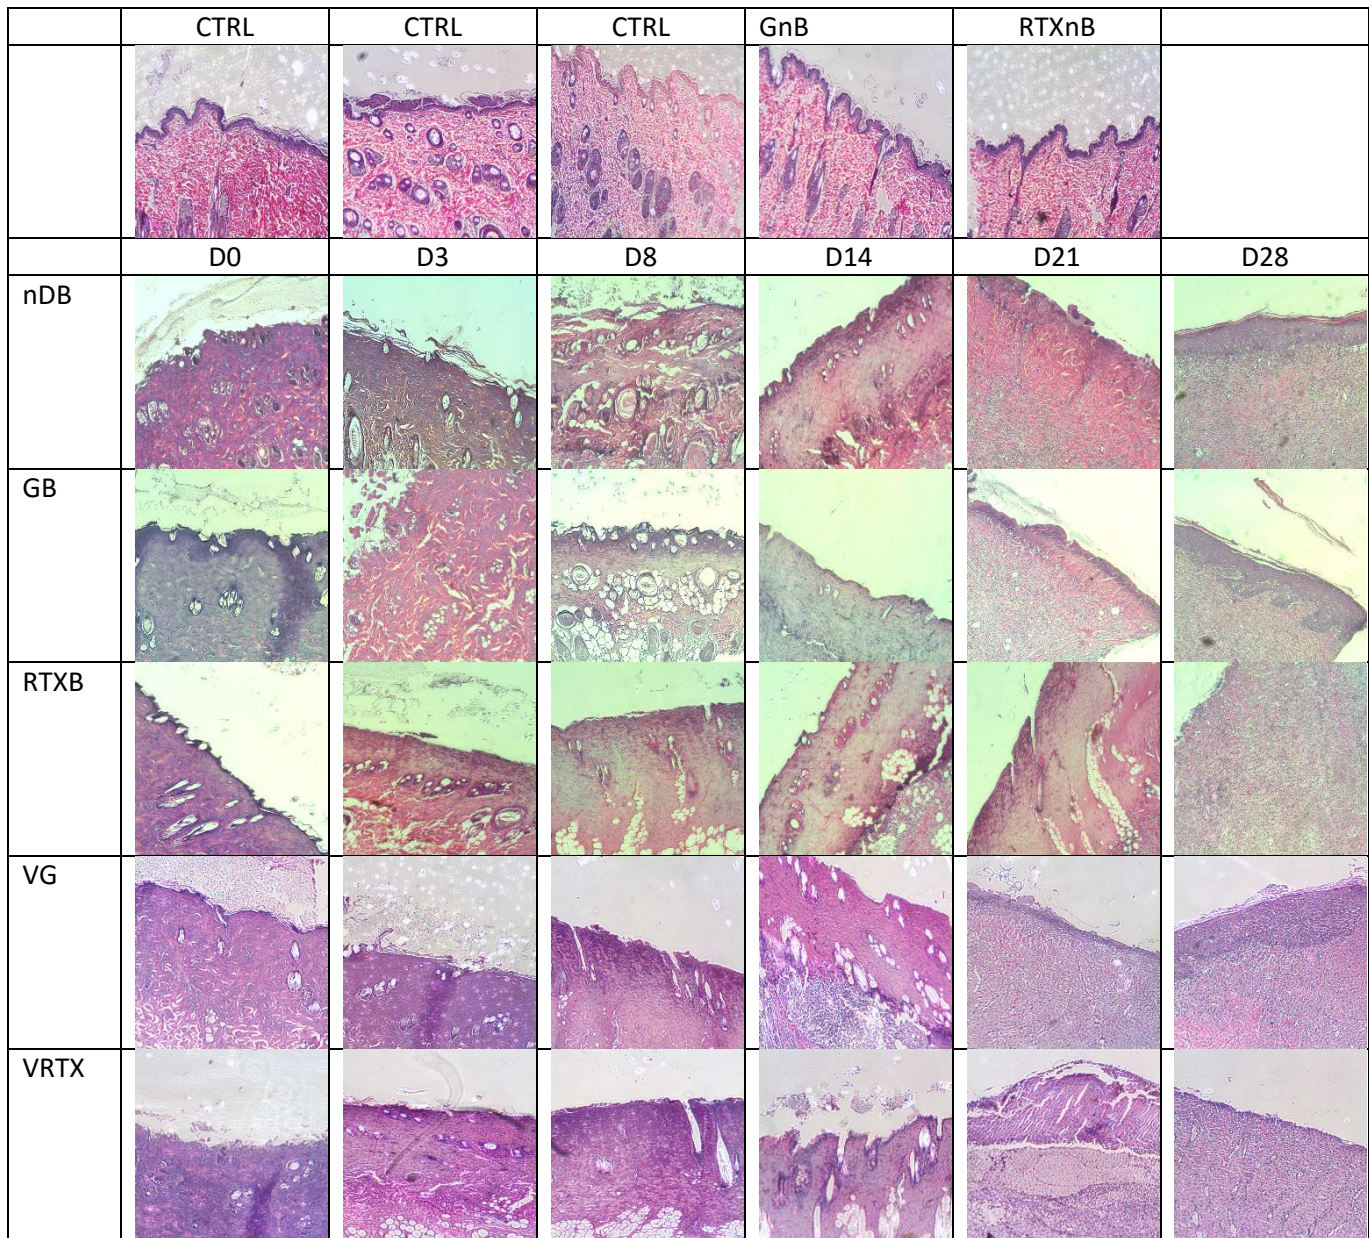 CTRL CTRL CTRL GnB RTXnB
D0 D3 D8 D14 D21 D28
nDB
GB
RTXB
VG
VRTX